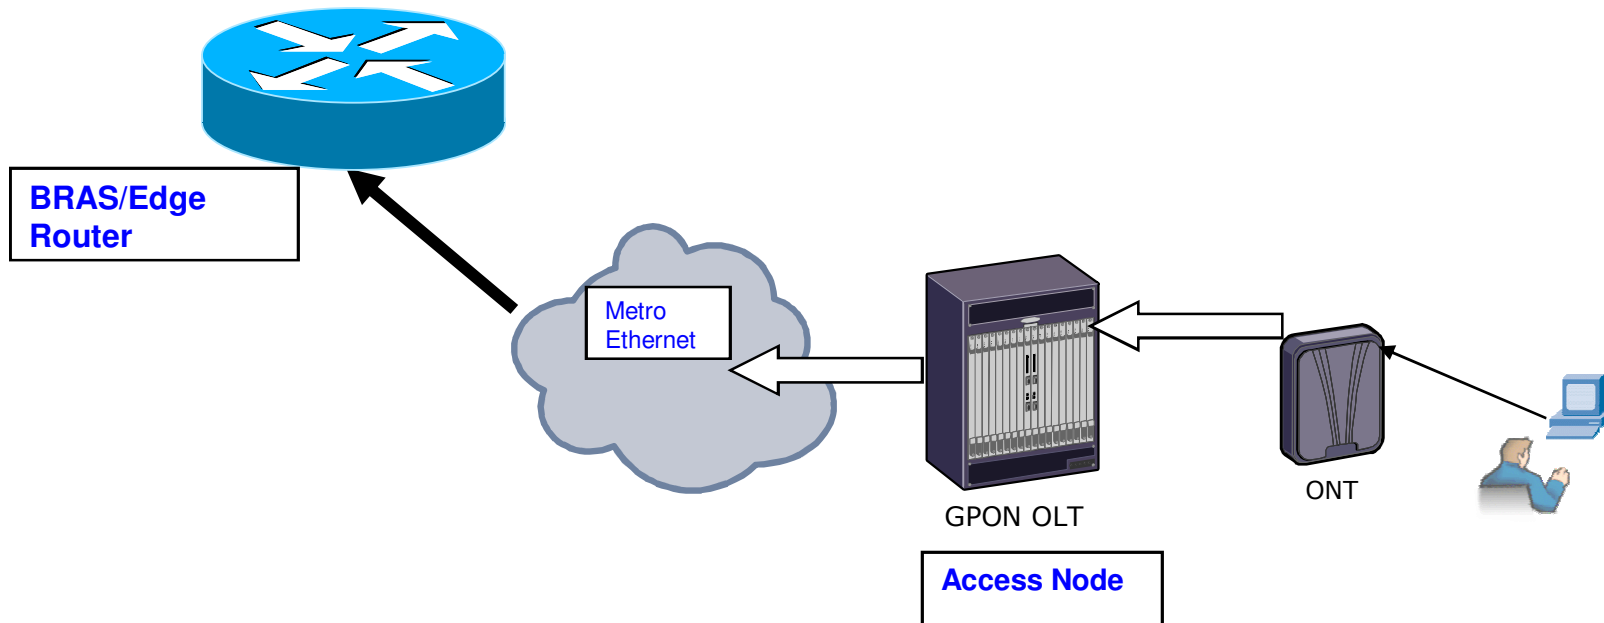 BRAS/Edge
Router
Metro
Ethernet
GPON OLT
ONT
Access Node